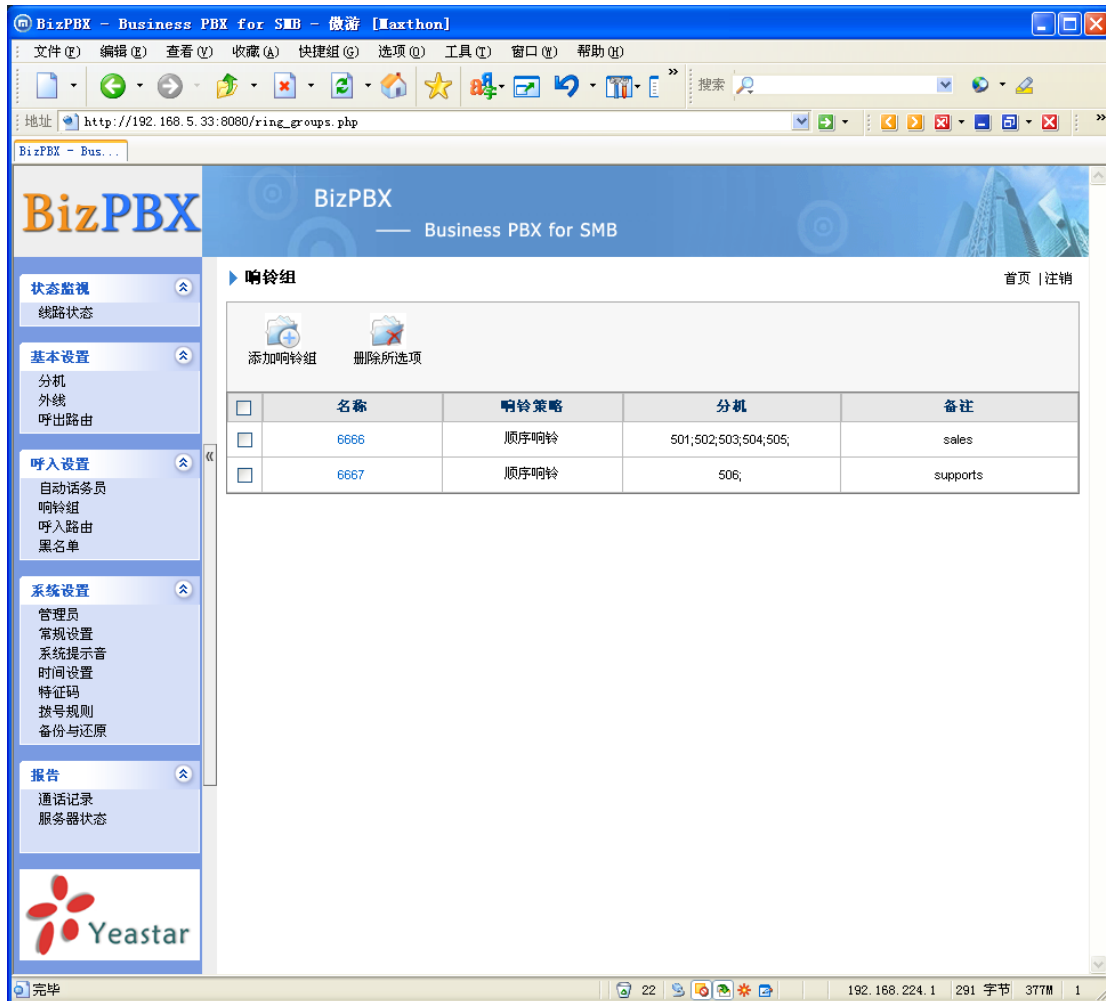 BizPBX - Business PBX for SMB - 傲游 [Maxthon]
文件(F) 编辑(E) 查看(V) 收藏(A) 快捷组(G) 选项(O) 工具(T) 窗口(W) 帮助(H)
搜索
地址 http://192.168.5.33:8080/ring_groups.php
BizPBX - Bus...
BizPBX
BizPBX
—— Business PBX for SMB
响铃组
首页 |注销
状态监视
线路状态
基本设置
分机
外线
呼出路由
呼入设置
自动话务员
响铃组
呼入路由
黑名单
系统设置
管理员
常规设置
系统提示音
时间设置
特征码
拨号规则
备份与还原
报告
通话记录
服务器状态
Yeastar
添加响铃组 删除所选项
名称 响铃策略 分机 备注
6666 顺序响铃 501;502;503;504;505; sales
6667 顺序响铃 506; supports
完毕 22 192.168.224.1 291 字节 377M 1